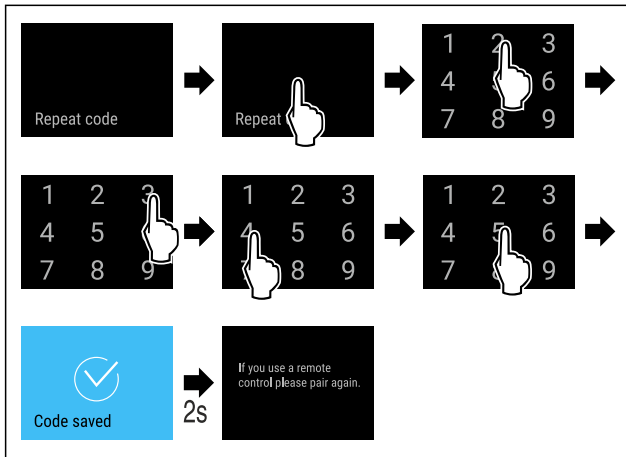 Repeat code
Repeat
1 2 3
4 6
7 8 9
1 2 3
4 5
7 8 9
1 2 3
4 5 6
8 9
1 2 3
4 5 6
7 9
Code saved
2s
If you use a remote
control please pair again.